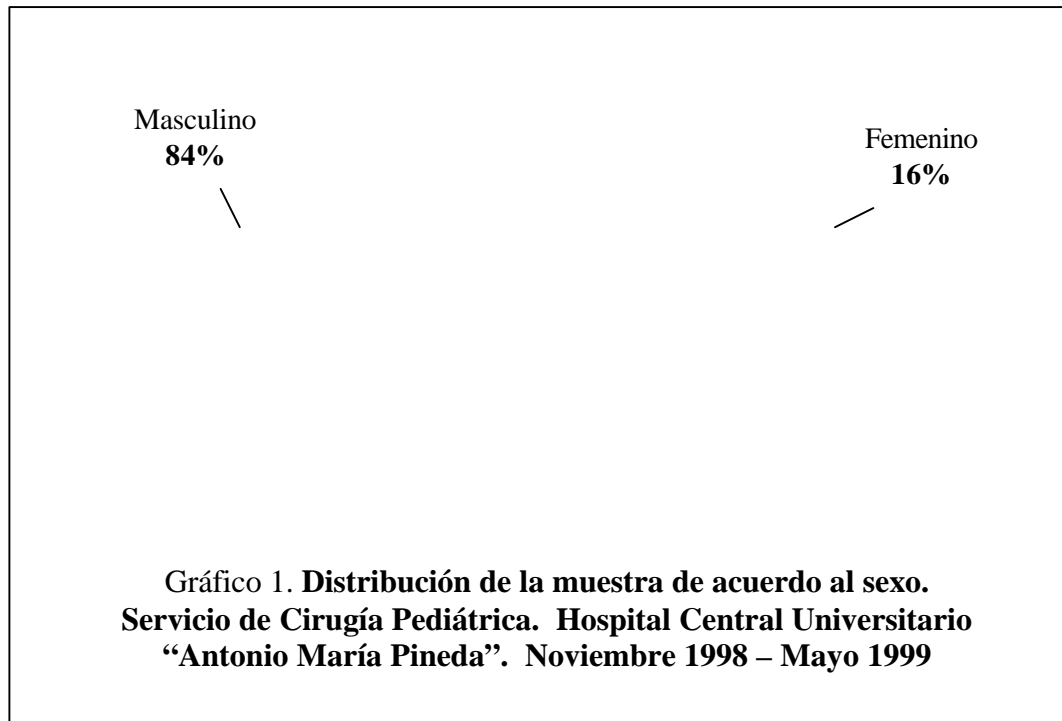 Masculino
84%
Femenino
16%
Gráfico 1. Distribución de la muestra de acuerdo al sexo.
Servicio de Cirugía Pediátrica. Hospital Central Universitario
“Antonio María Pineda”. Noviembre 1998 – Mayo 1999